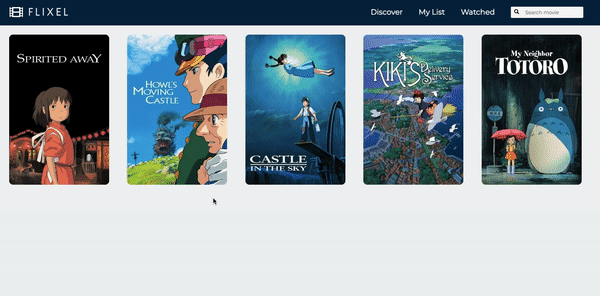 FLIXEL
Discover
My List
Watched
Search movie
SPIRITED AWAY
HOWL'S
MOVING
CASTLE
CASTLE
IN THE SKY
KIKI'S Delivery
Service
My Neighbor
TOTORO